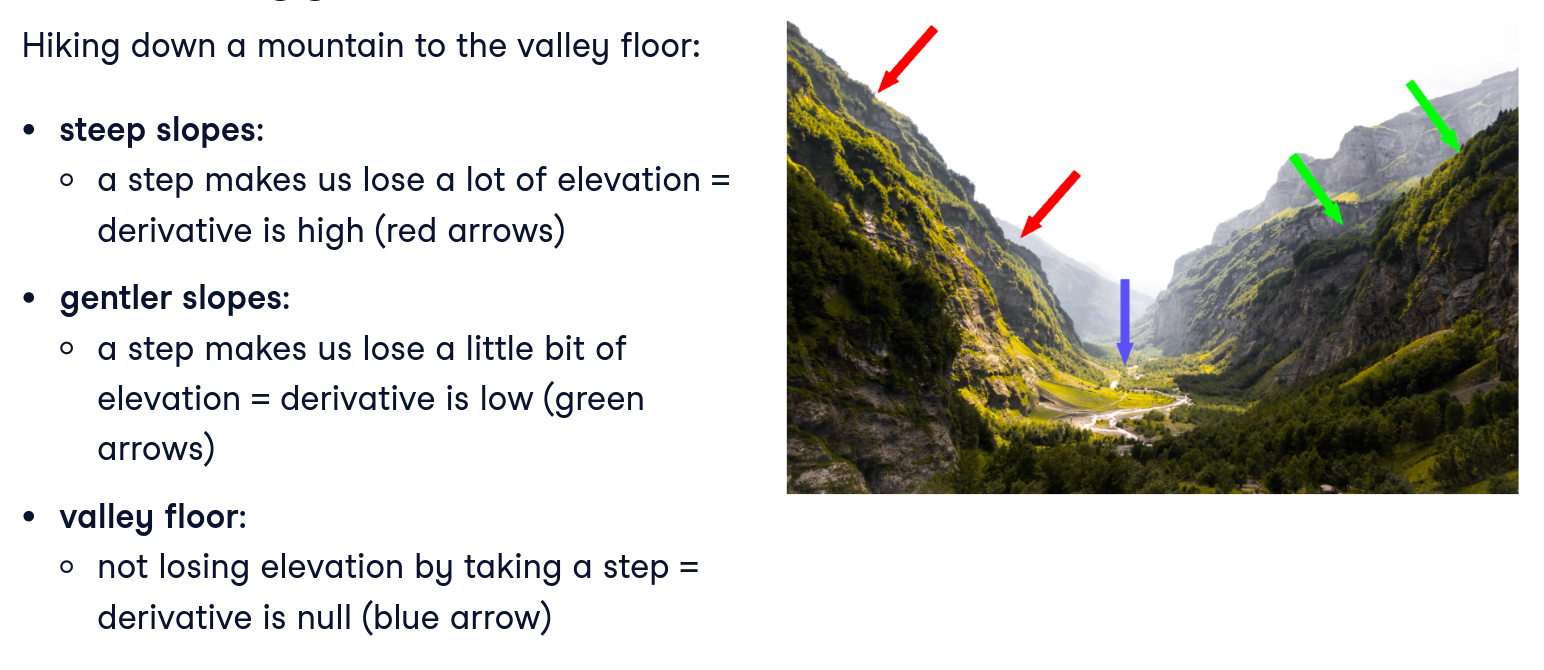 Hiking down a mountain to the valley floor:
• steep slopes:
○ a step makes us lose a lot of elevation =
derivative is high (red arrows)
• gentler slopes:
○ a step makes us lose a little bit of
elevation = derivative is low (green
arrows)
• valley floor:
○ not losing elevation by taking a step =
derivative is null (blue arrow)